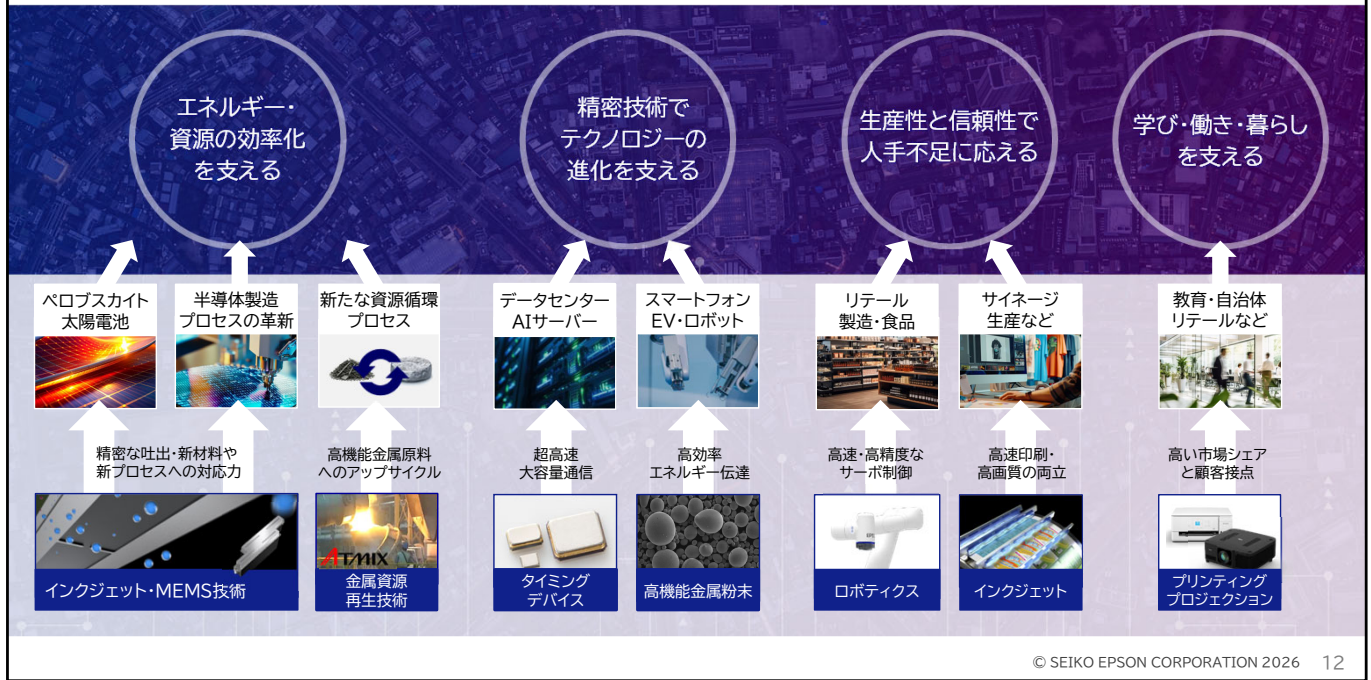 エネルギー・
資源の効率化
を支える
精密技術で
テクノロジーの
進化を支える
生産性と信頼性で
人手不足に応える
学び・働き・暮らし
を支える
ペロブスカイト
太陽電池
半導体製造
プロセスの革新
新たな資源循環
プロセス
データセンター
AIサーバー
スマートフォン
EV・ロボット
リテール
製造・食品
サイネージ
生産など
教育・自治体
リテールなど
精密な吐出・新材料や
新プロセスへの対応力
高機能金属原料
へのアップサイクル
超高速
大容量通信
高効率
エネルギー伝達
高速・高精度な
サーボ制御
高速印刷・
高画質の両立
高い市場シェア
と顧客接点
インクジェット・MEMS技術
ATMIX
金属資源
再生技術
タイミング
デバイス
高機能金属粉末
ロボティクス
インクジェット
プリンティング
プロジェクション
© SEIKO EPSON CORPORATION 2026 12